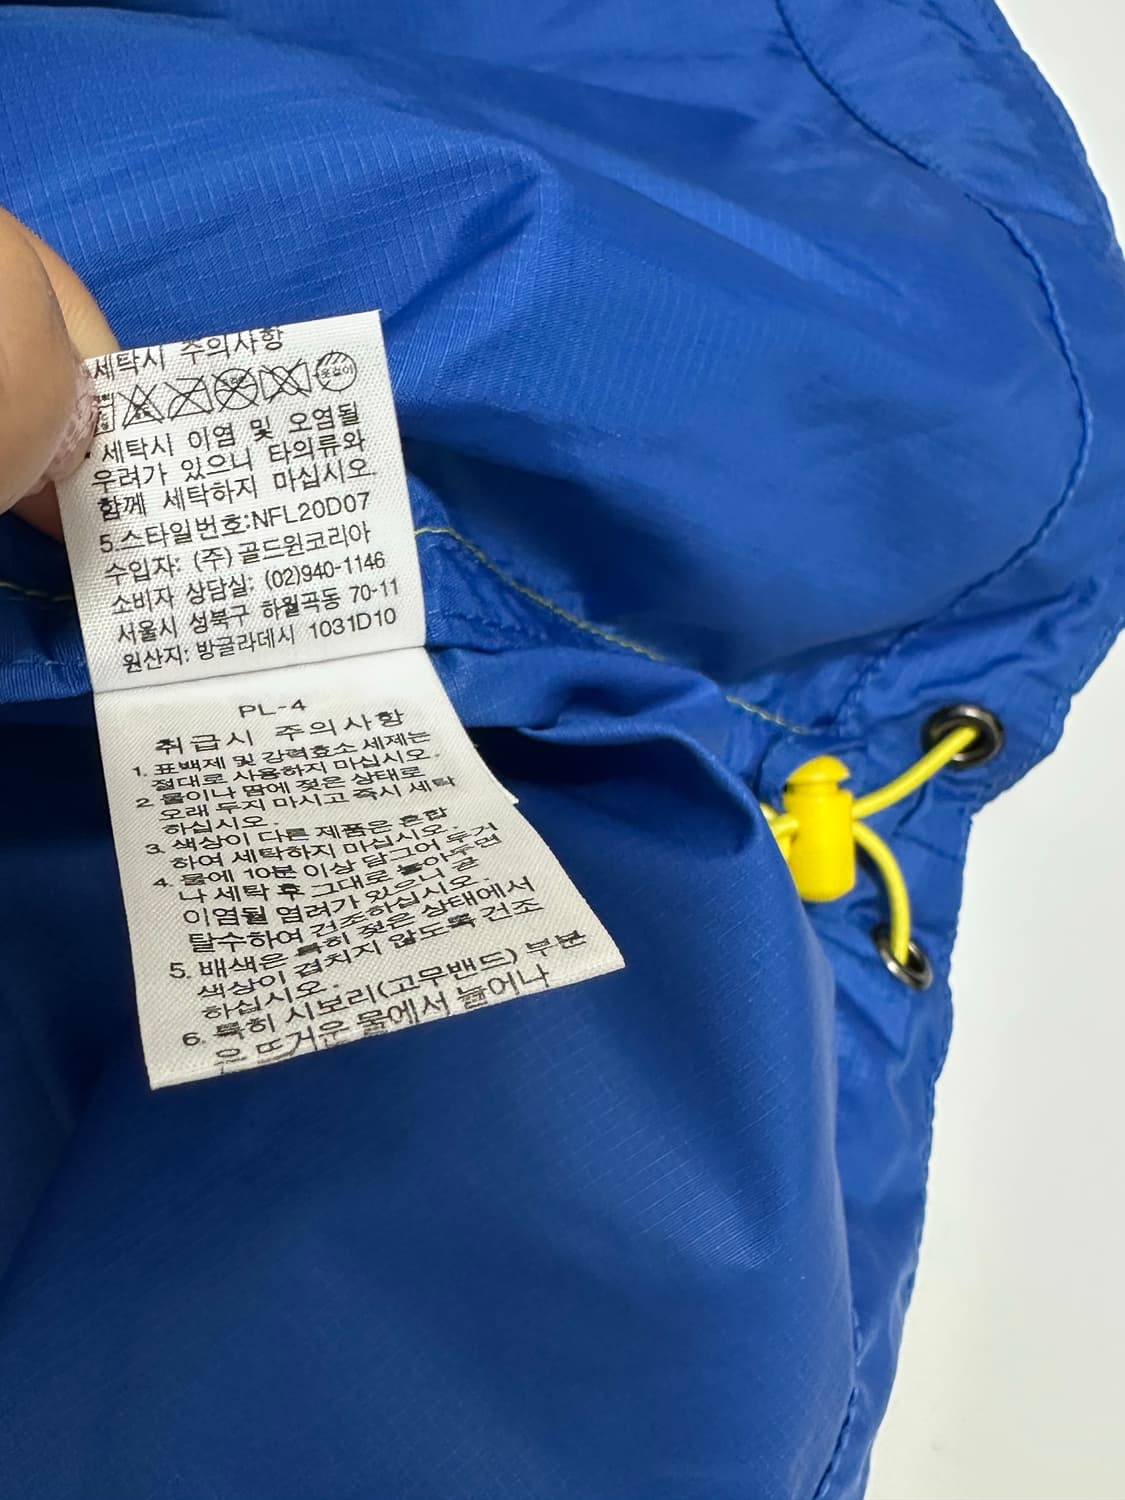 세탁시 주의사항
옷걸이
· 세탁시 이염 및 오염될
우려가 있으니 타의류와
함께 세탁하지 마십시오
5.스타일번호:NFL20D07
수입자: (주)골드윈코리아
소비자 상담실: (02)940-1146
서울시 성북구 하월곡동 70-11
원산지: 방글라데시 1031D10
PL-4
취급시 주의사항
1. 표백제 및 강력효소 세제는
절대로 사용하지 마십시오.
2. 물이나 땀에 젖은 상태로
오래 두지 마시고 즉시 세탁
하십시오.
3. 색상이 다른 제품은 혼합
하여 세탁하지 마십시오.
4. 물에 10분 이상 담그어 두거
나 세탁 후 그대로 놓아두면
이염될 염려가 있으니 곧
탈수하여 건조하십시오.
5. 배색은 특히 젖은 상태에서
색상이 겹치지 않도록 건조
하십시오.
6. 특히 시보리(고무밴드) 부분
은 뜨거운 물에서 늘어나